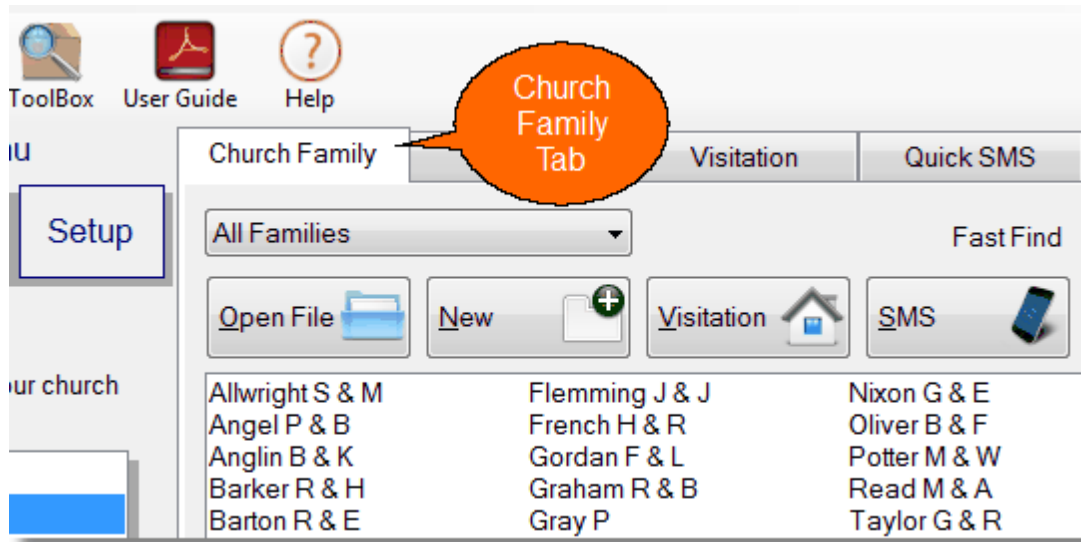 ToolBox User Guide Help
Church
Family
Tab
Church Family Visitation Quick SMS
Setup
All Families Fast Find
Open File New Visitation SMS
Allwright S & M Flemming J & J Nixon G & E
Angel P & B French H & R Oliver B & F
Anglin B & K Gordan F & L Potter M & W
Barker R & H Graham R & B Read M & A
Barton R & E Gray P Taylor G & R
church